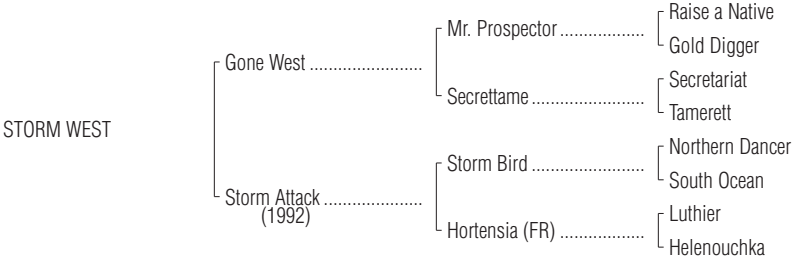 Raise a Native
Mr. Prospector ..................
Gold Digger
Gone West ........................
Secretariat
Secrettame ........................
Tamerett
STORM WEST
Northern Dancer
Storm Bird ........................
South Ocean
Storm Attack .....................
(1992)
Luthier
Hortensia (FR) ..................
Helenouchka